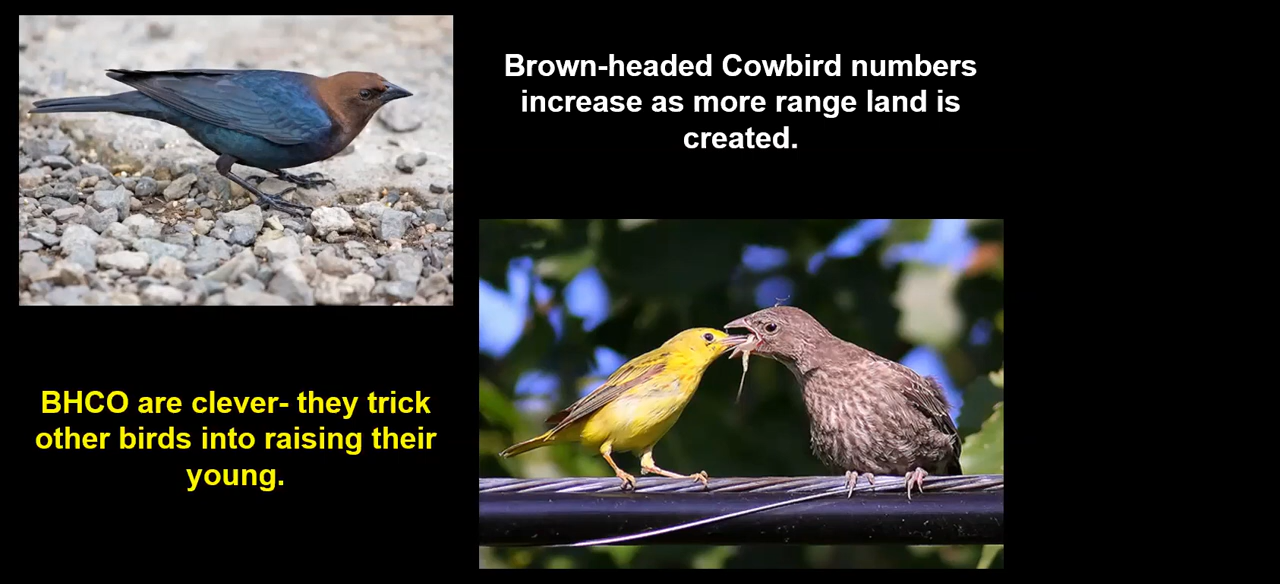 Brown-headed Cowbird numbers
increase as more range land is
created.
BHCO are clever- they trick
other birds into raising their
young.